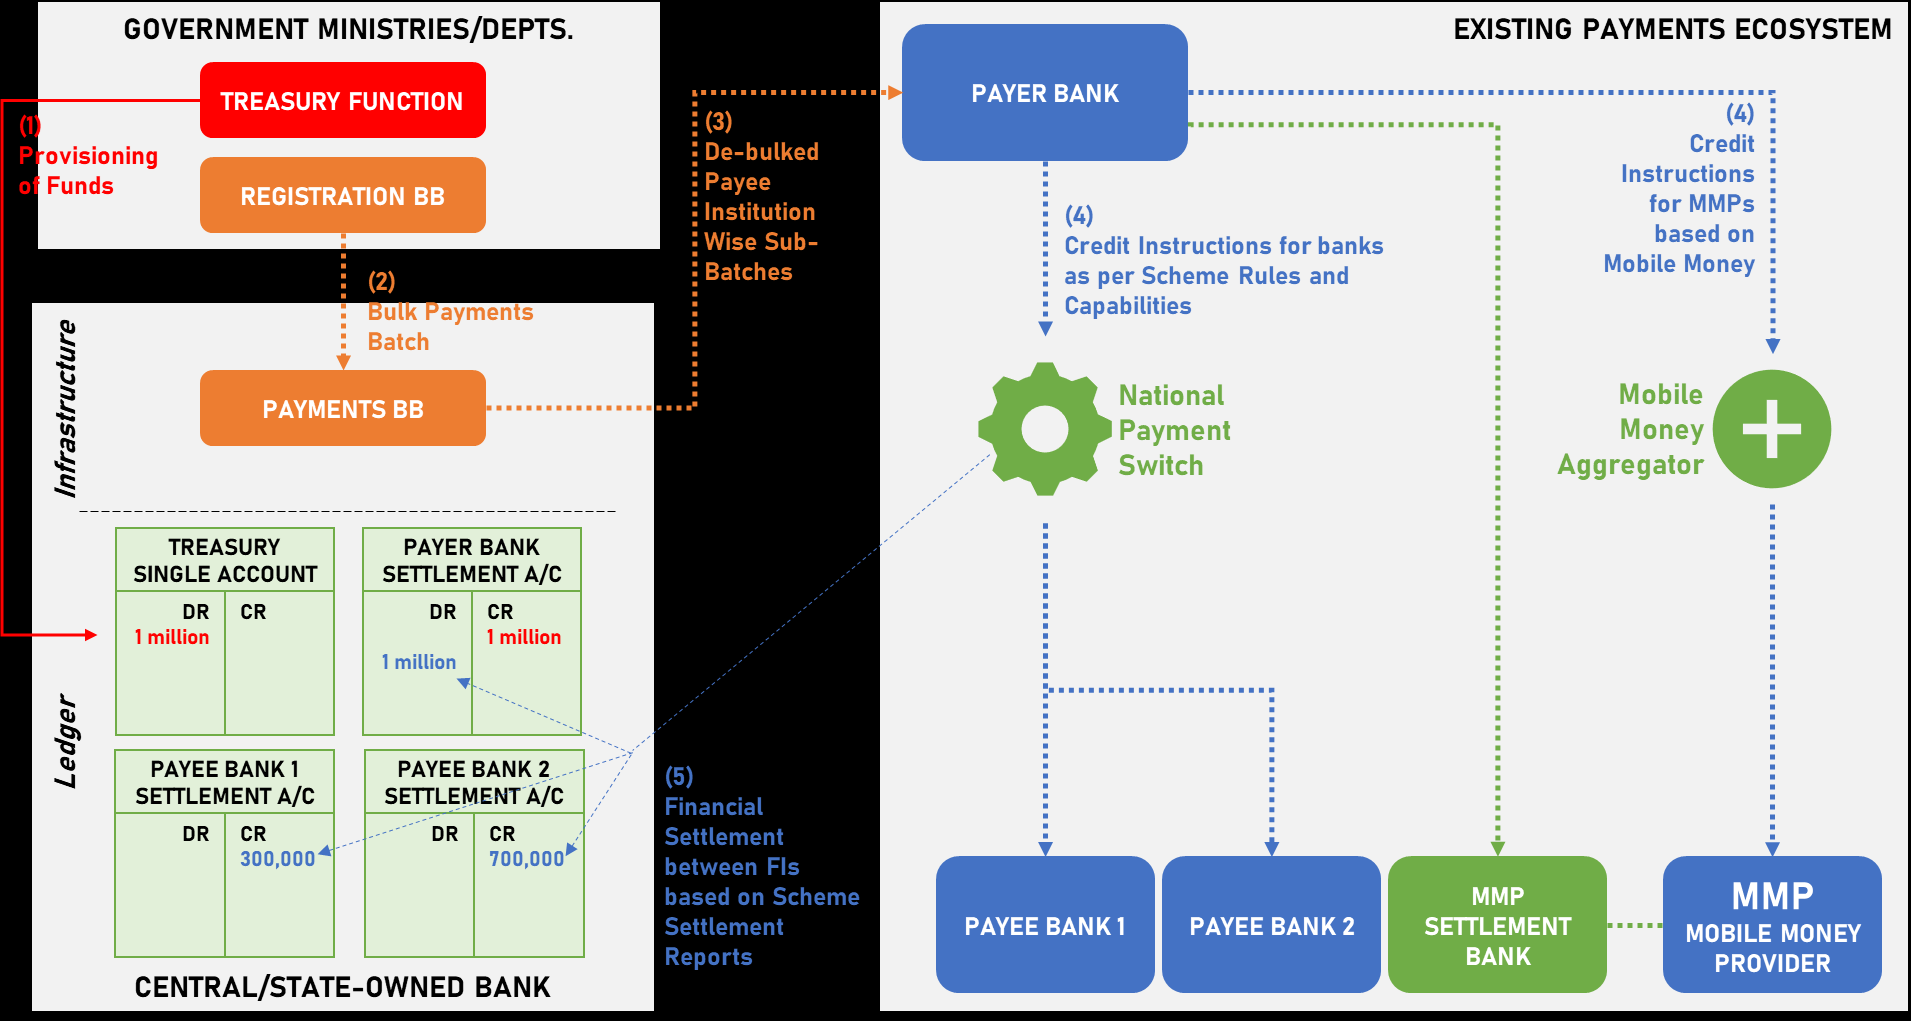 GOVERNMENT MINISTRIES/DEPTS.
TREASURY FUNCTION
(1)
Provisioning
of Funds
REGISTRATION BB
(2)
Bulk Payments
Batch
Infrastructure
PAYMENTS BB
(3)
De-bulked
Payee
Institution
Wise Sub-
Batches
TREASURY
SINGLE ACCOUNT
DR
CR
1 million
PAYER BANK
SETTLEMENT A/C
DR
CR
1 million
1 million
Ledger
PAYEE BANK 1
SETTLEMENT A/C
DR
CR
300,000
PAYEE BANK 2
SETTLEMENT A/C
DR
CR
700,000
CENTRAL/STATE-OWNED BANK
(5)
Financial
Settlement
between FIs
based on Scheme
Settlement
Reports
EXISTING PAYMENTS ECOSYSTEM
PAYER BANK
(4)
Credit Instructions for banks
as per Scheme Rules and
Capabilities
(4)
Credit
Instructions
for MMPs
based on
Mobile Money
National
Payment
Switch
Mobile
Money
Aggregator
PAYEE BANK 1
PAYEE BANK 2
MMP
SETTLEMENT
BANK
MMP
MOBILE MONEY
PROVIDER